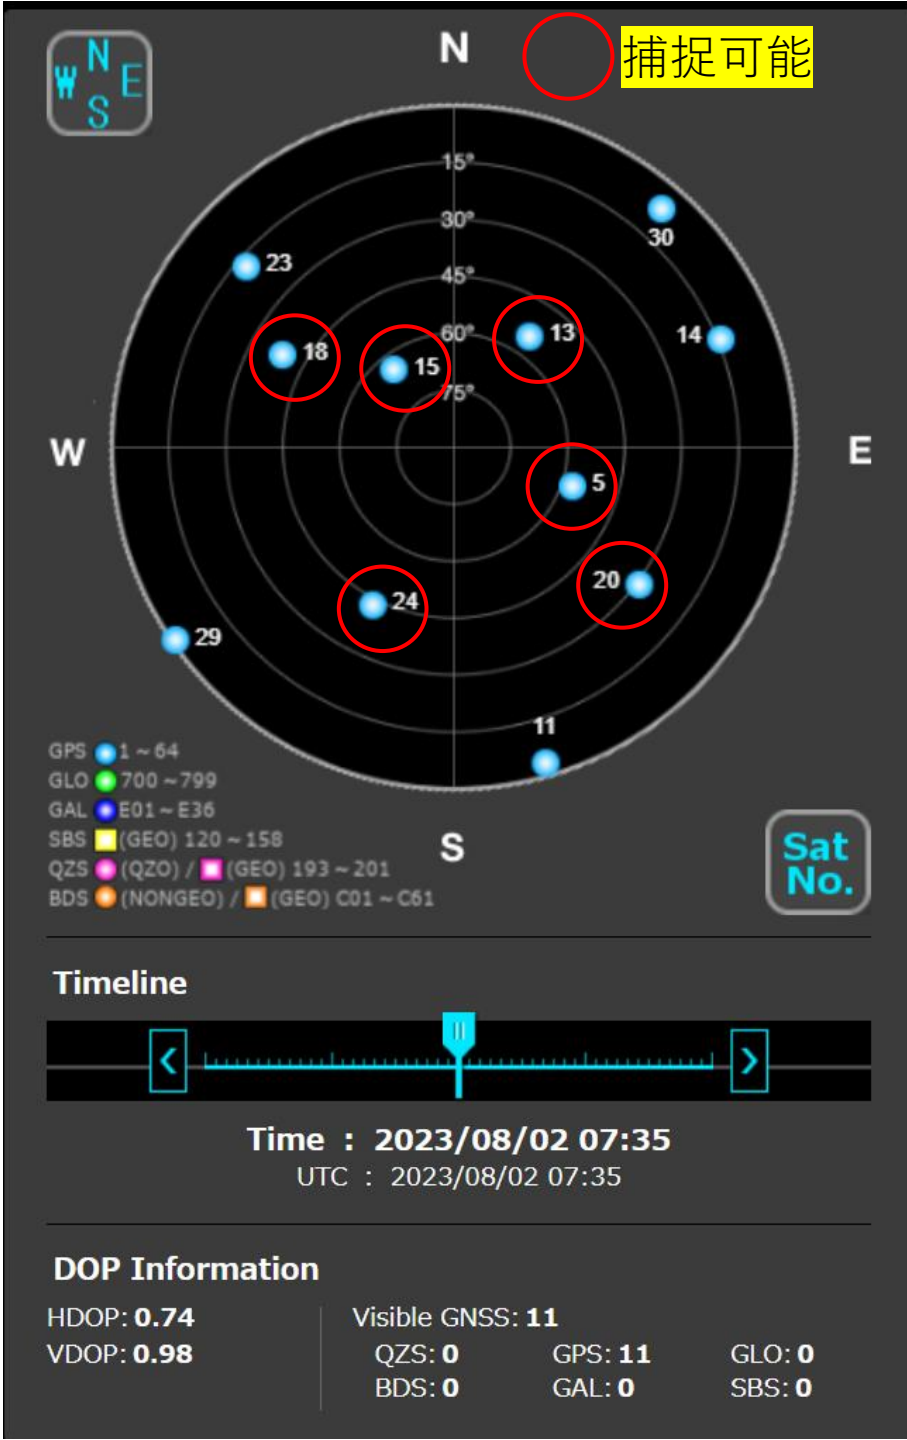 N
W E
S
N
捕捉可能
15°
30°
30
23
45°
60°
13
14
18
15
75°
W
E
5
20
24
29
11
GPS 1 ~ 64
GLO 700 ~799
GAL E01 ~ E36
SBS (GEO) 120 ~ 158
QZS (QZO) / (GEO) 193 ~ 201
BDS (NONGEO) / (GEO) C01 ~ C61
S
Sat
No.
Timeline
< II >
Time : 2023/08/02 07:35
UTC : 2023/08/02 07:35
DOP Information
HDOP: 0.74
VDOP: 0.98
Visible GNSS: 11
QZS: 0 GPS: 11 GLO: 0
BDS: 0 GAL: 0 SBS: 0